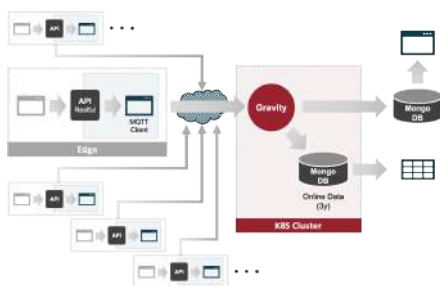 API
• • •
API
Restful
MQTT
Client
Edge
Gravity
Mongo
DB
Mongo
DB
Online Data
(3y)
K8S Cluster
API
API
API
• • •